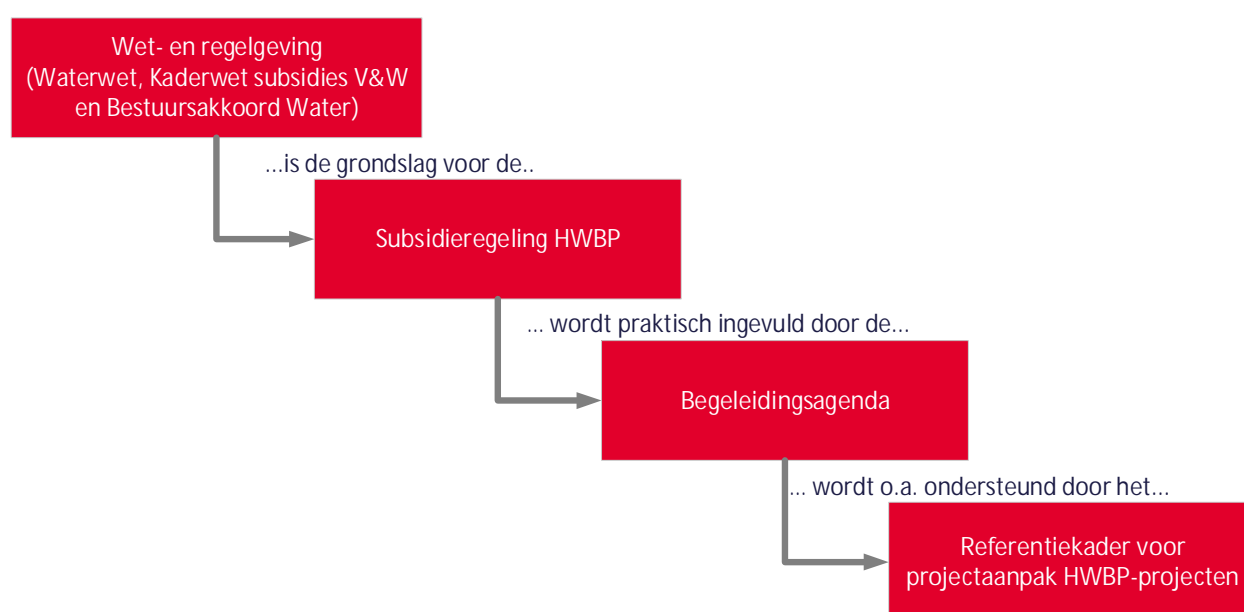 Wet- en regelgeving
(Waterwet, Kaderwet subsidies V&W
en Bestuursakkoord Water)
...is de grondslag voor de..
Subsidieregeling HWBP
... wordt praktisch ingevuld door de...
Begeleidingsagenda
... wordt o.a. ondersteund door het...
Referentiekader voor
projectaanpak HWBP-projecten